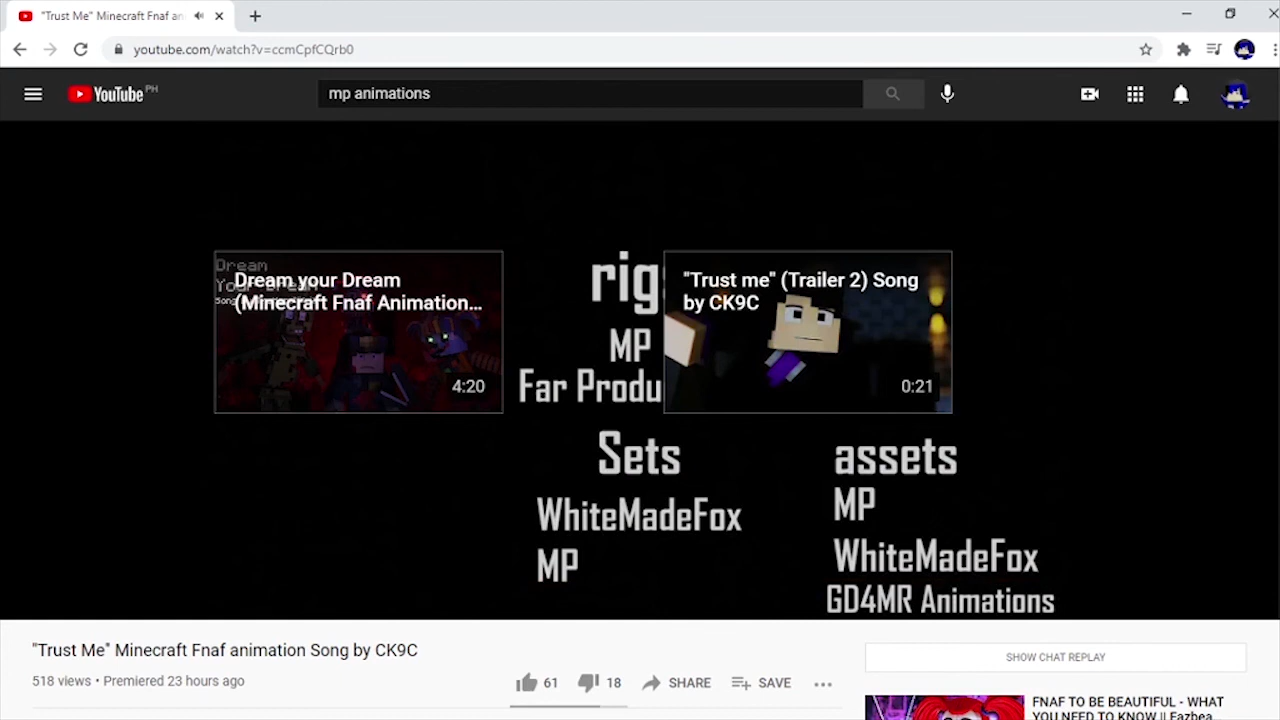 "Trust Me" Minecraft Fnaf an
youtube.com/watch?v=ccmCpfCQrb0
YouTube PH
mp animations
Dream
Your Dream
Dream your Dream
(Minecraft Fnaf Animation...
4:20
rig
MP
Far Produ
"Trust me" (Trailer 2) Song
by CK9C
0:21
Sets
WhiteMadeFox
MP
assets
MP
WhiteMadeFox
GD4MR Animations
"Trust Me" Minecraft Fnaf animation Song by CK9C
518 views • Premiered 23 hours ago
61
18
SHARE
SAVE
SHOW CHAT REPLAY
FNAF TO BE BEAUTIFUL - WHAT
YOU NEED TO KNOW || Fazbea